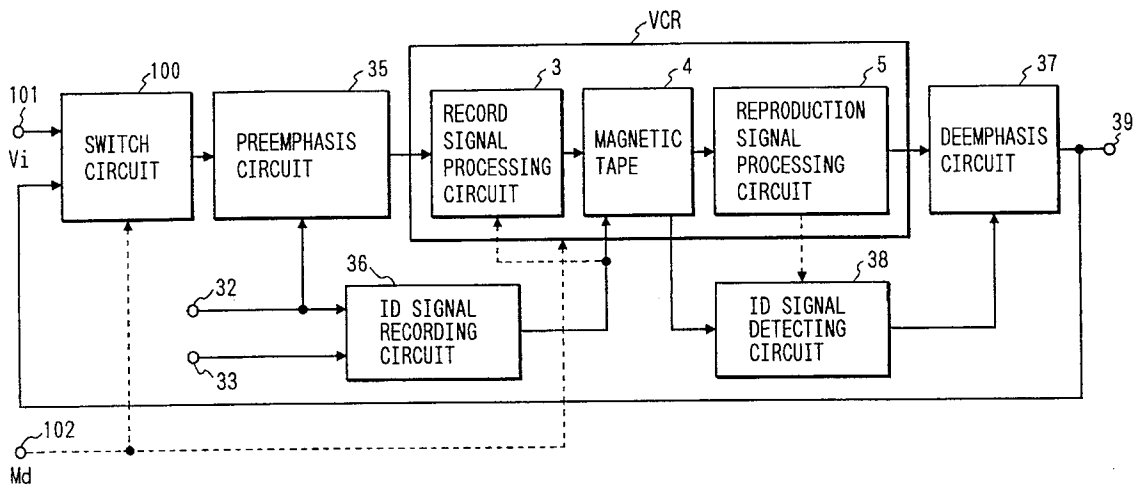 VCR
101
Vi
100
SWITCH
CIRCUIT
35
PREEMPHASIS
CIRCUIT
3
RECORD
SIGNAL
PROCESSING
CIRCUIT
4
MAGNETIC
TAPE
5
REPRODUCTION
SIGNAL
PROCESSING
CIRCUIT
37
DEEMPHASIS
CIRCUIT
39
32
33
36
ID SIGNAL
RECORDING
CIRCUIT
38
ID SIGNAL
DETECTING
CIRCUIT
102
Md